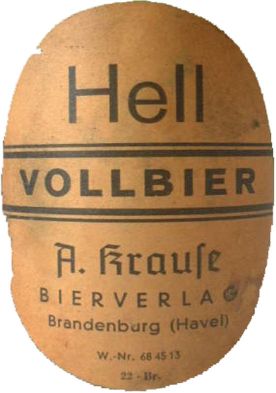 Hell
VOLLBIER
A. Krauſe
BIERVERLAG
Brandenburg (Havel)
W.-Nr. 68 45 13
22 - Br.